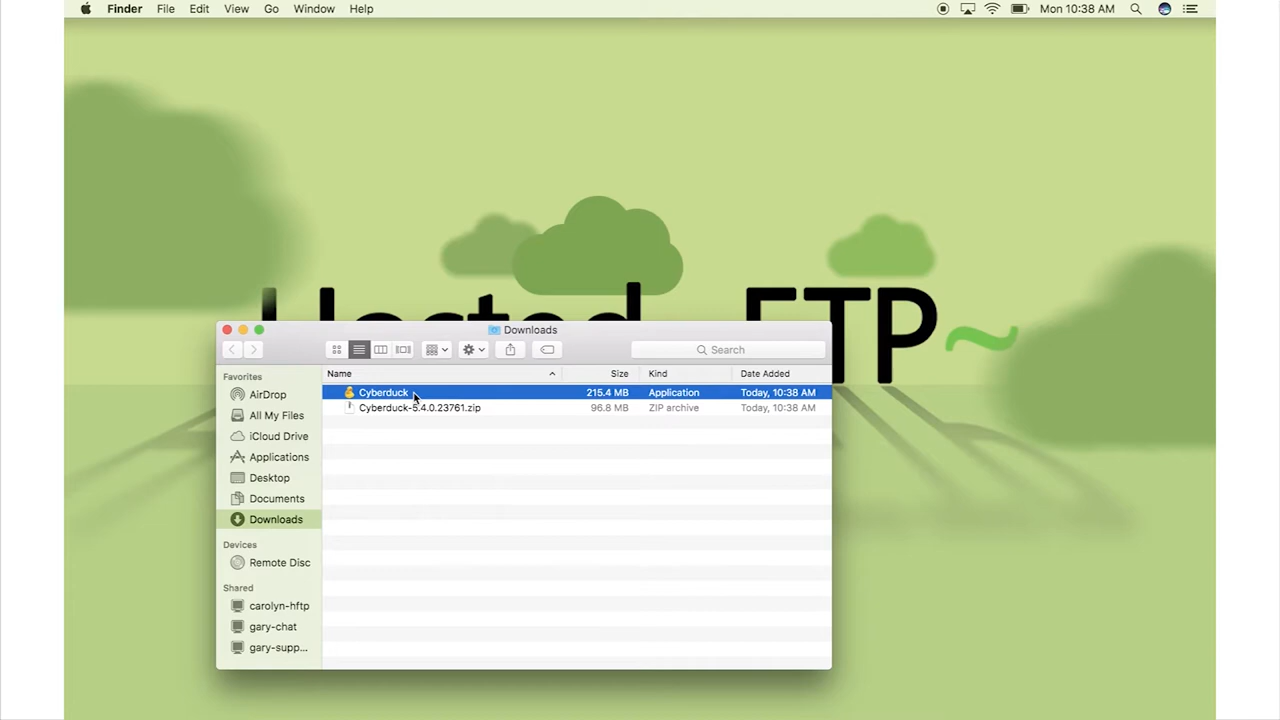 Finder File Edit View Go Window Help Mon 10:38 AM
Hosted FTP~
Downloads
Search
Favorites
AirDrop
All My Files
iCloud Drive
Applications
Desktop
Documents
Downloads
Devices
Remote Disc
Shared
carolyn-hftp
gary-chat
gary-supp...
Name Size Kind Date Added
Cyberduck 215.4 MB Application Today, 10:38 AM
Cyberduck-5.4.0.23761.zip 96.8 MB ZIP archive Today, 10:38 AM